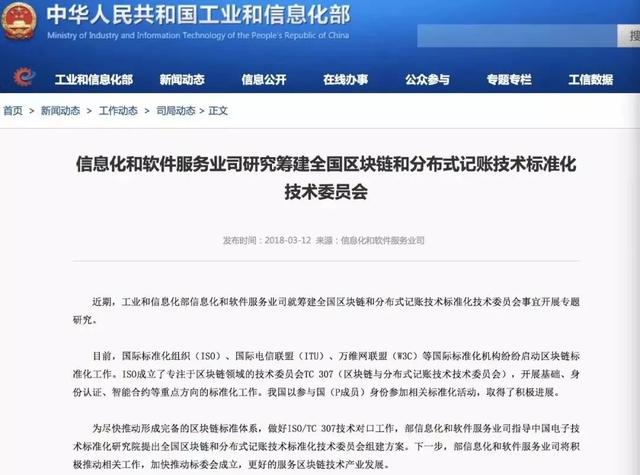 中华人民共和国工业和信息化部
Ministry of Industry and Information Technology of the People's Republic of China
搜
工业和信息化部 新闻动态 信息公开 在线办事 公众参与 专题专栏 工信数据
首页 > 新闻动态 > 工作动态 > 司局动态 > 正文
信息化和软件服务业司研究筹建全国区块链和分布式记账技术标准化
技术委员会
发布时间：2018-03-12 来源：信息化和软件服务业司
近期，工业和信息化部信息化和软件服务业司就筹建全国区块链和分布式记账技术标准化技术委员会事宜开展专题
研究。
目前，国际标准化组织（ISO）、国际电信联盟（ITU）、万维网联盟（W3C）等国际标准化机构纷纷启动区块链标
准化工作。ISO成立了专注于区块链领域的技术委员会TC 307（区块链与分布式记账技术委员会），开展基础、身
份认证、智能合约等重点方向的标准化工作。我国以参与国（P成员）身份参加相关标准化活动，取得了积极进展。
为尽快推动形成完备的区块链标准体系，做好ISO/TC 307技术对口工作，部信息化和软件服务业司指导中国电子技
术标准化研究院提出全国区块链和分布式记账技术标准化技术委员会组建方案。下一步，部信息化和软件服务业司将积
极推动相关工作，加快推动标委会成立，更好的服务区块链技术产业发展。